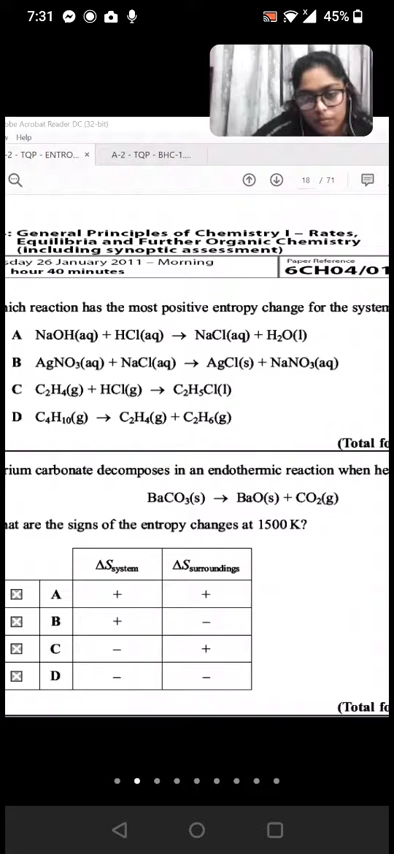 7:31 45%
ube Acrobat Reader DC (32-bit)
w Help
-2 - TQP - ENTRO... × A-2 - TQP - BHC-1....
18 / 71
: General Principles of Chemistry I – Rates,
Equilibria and Further Organic Chemistry
(including synoptic assessment)
sday 26 January 2011 – Morning
hour 40 minutes
Paper Reference
6CH04/01
hich reaction has the most positive entropy change for the system
A NaOH(aq) + HCl(aq) → NaCl(aq) + H₂O(l)
B AgNO₃(aq) + NaCl(aq) → AgCl(s) + NaNO₃(aq)
C C₂H₄(g) + HCl(g) → C₂H₅Cl(l)
D C₄H₁₀(g) → C₂H₄(g) + C₂H₆(g)
(Total fo
rium carbonate decomposes in an endothermic reaction when he
BaCO₃(s) → BaO(s) + CO₂(g)
hat are the signs of the entropy changes at 1500 K?
ΔSsystem ΔSsurroundings
A + +
B + –
C – +
D – –
(Total fo